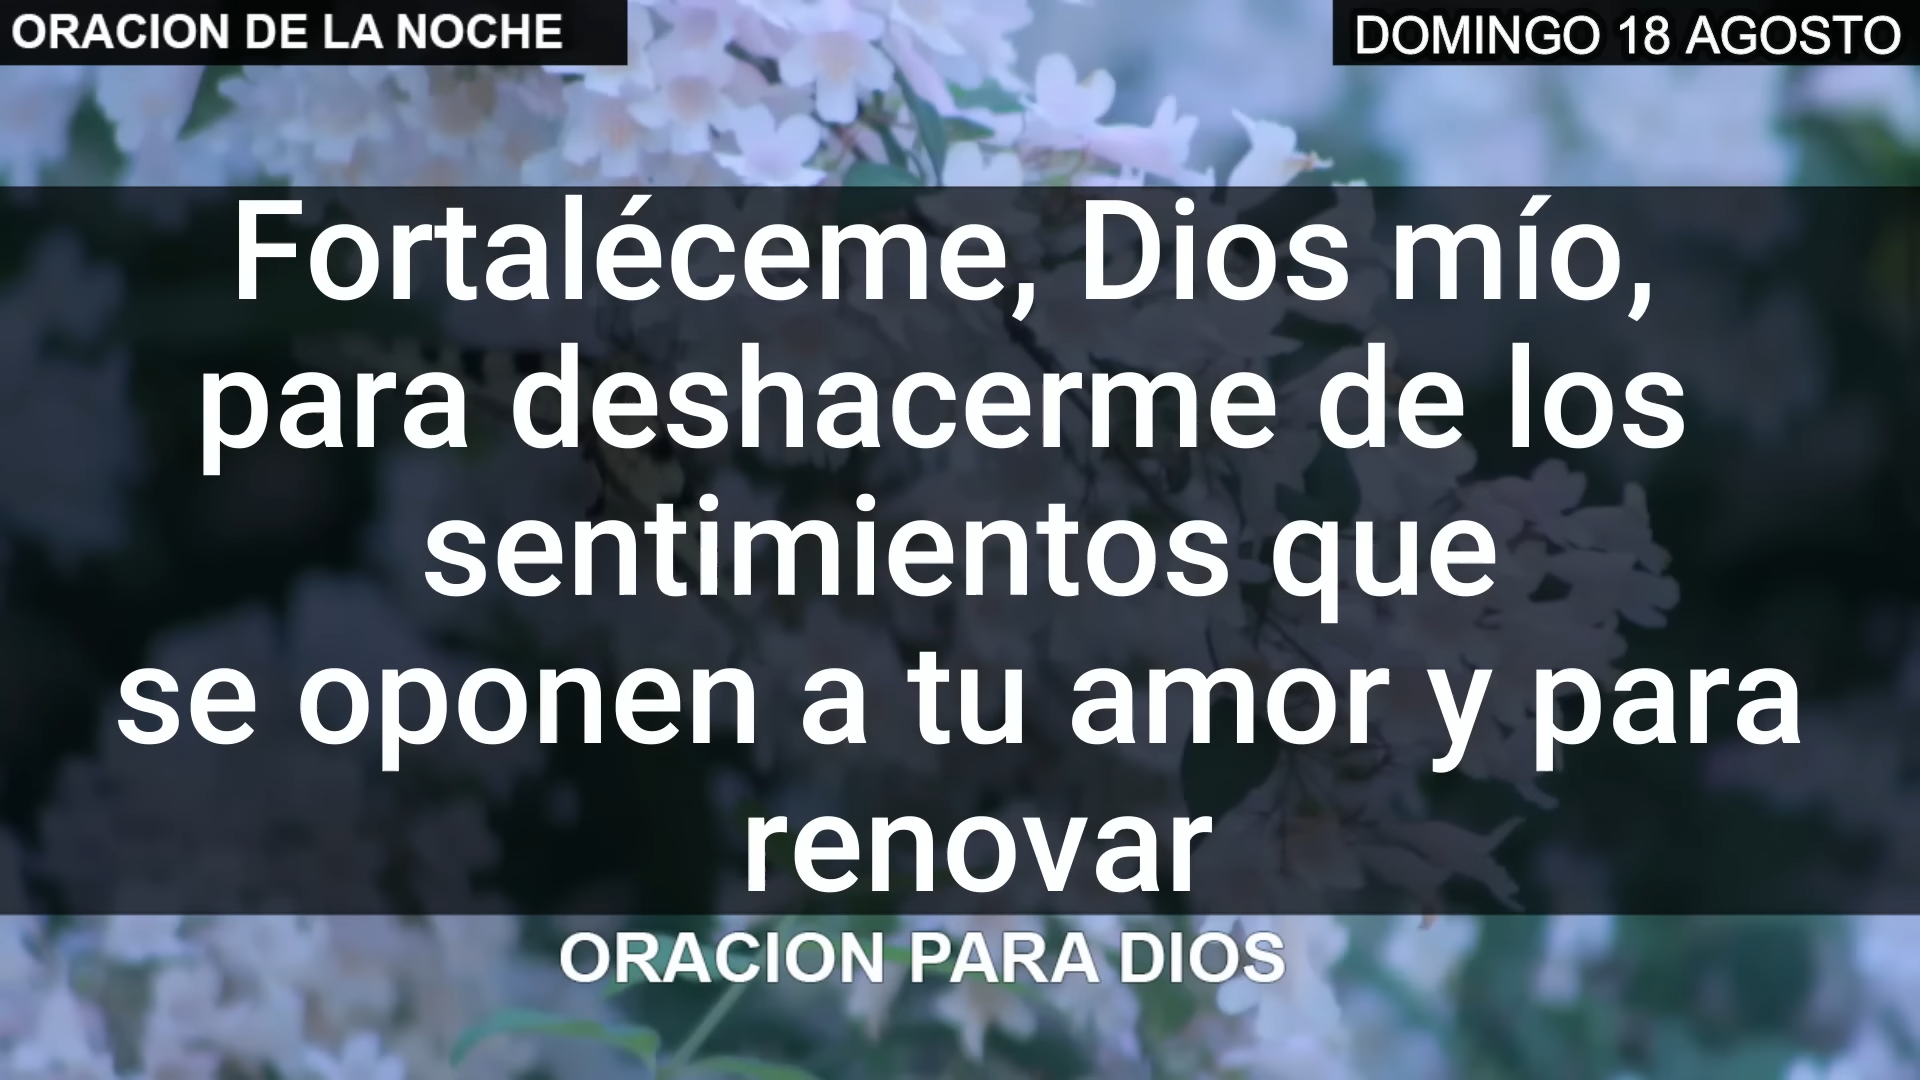 ORACION DE LA NOCHE
DOMINGO 18 AGOSTO
Fortaléceme, Dios mío,
para deshacerme de los
sentimientos que
se oponen a tu amor y para
renovar
ORACION PARA DIOS